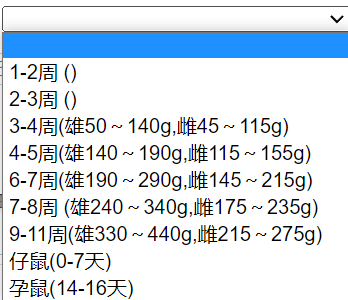 1-2周 ()
2-3周 ()
3-4周(雄50～140g,雌45～115g)
4-5周(雄140～190g,雌115～155g)
6-7周(雄190～290g,雌145～215g)
7-8周 (雄240～340g,雌175～235g)
9-11周(雄330～440g,雌215～275g)
仔鼠(0-7天)
孕鼠(14-16天)